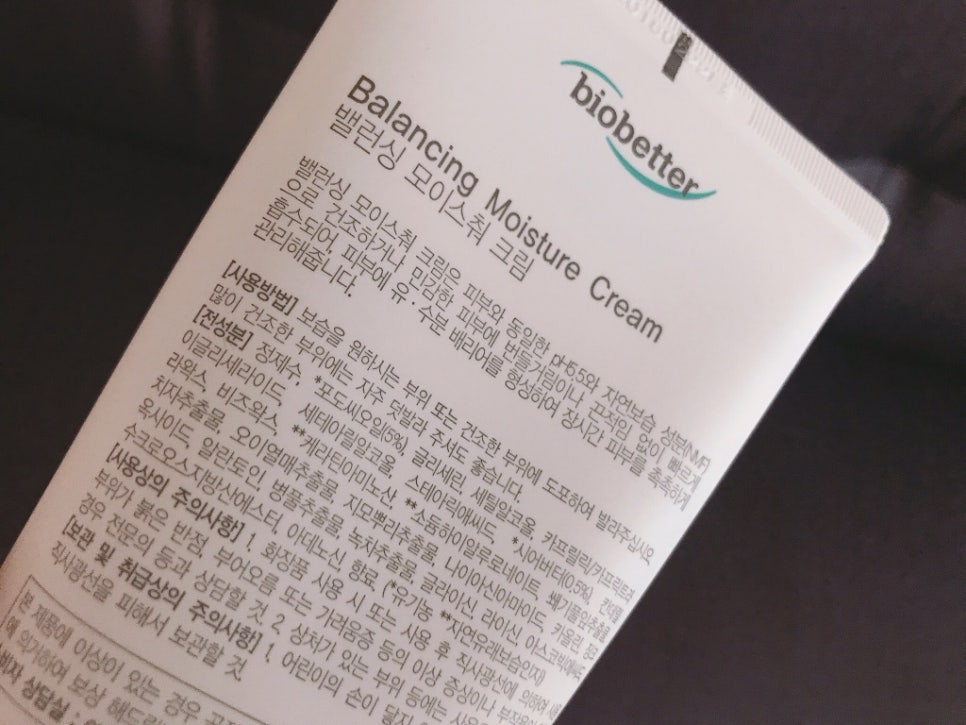 biobetter
Balancing Moisture Cream
밸런싱 모이스춰 크림
밸런싱 모이스춰 크림은 피부와 동일한 pH5.5와 자연보습 성분(NMF)
으로 건조하거나 민감한 피부에 번들거림이나 끈적임 없이 빠르게
흡수되어, 피부에 유·수분 배리어를 형성하여 장시간 피부를 촉촉하게
관리해줍니다.
[사용방법] 보습을 원하시는 부위 또는 건조한 부위에 도포하여 발라주십시오.
많이 건조한 부위에는 자주 덧발라 주셔도 좋습니다.
[전성분] 정제수, *포도씨오일(5%), 글리세린, 세틸알코올, 카프릴릭/카프릭트라
이글리세라이드, 세테아릴알코올, 스테아릭애씨드, *시어버터(0.5%),
라왁스, 비즈왁스, **케라틴아미노산, **소듐하이알루로네이트,
치자추출물, 오이열매추출물, 지모뿌리추출물, 나이아신아마이드, 카올린,
옥사이드, 알란토인, 병풀추출물, 녹차추출물, 글라이신, 라이신
수크로오스지방산에스터, 아데노신, 향료 (*유기농 **자연유래보습인자)
[사용상의 주의사항] 1. 화장품 사용 시 또는 사용 후 직사광선에 의하여
부위가 붉은 반점, 부어오름 또는 가려움증 등의 이상 증상이나
경우 전문의 등과 상담할 것 2. 상처가 있는 부위 등에는
[보관 및 취급상의 주의사항] 1. 어린이의 손이 닿지
직사광선을 피해서 보관할 것
본 제품에 이상이 있는 경우
에 의거하여 보상
상담실 :